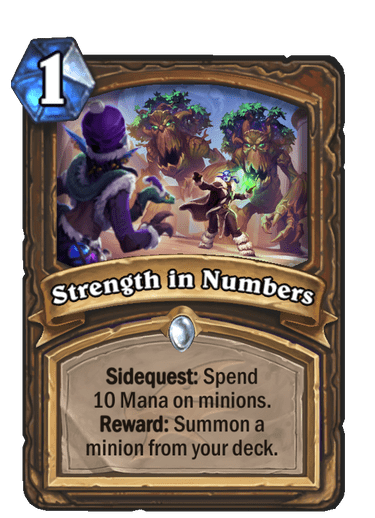 1
Strength in Numbers
Sidequest: Spend
10 Mana on minions.
Reward: Summon a
minion from your deck.